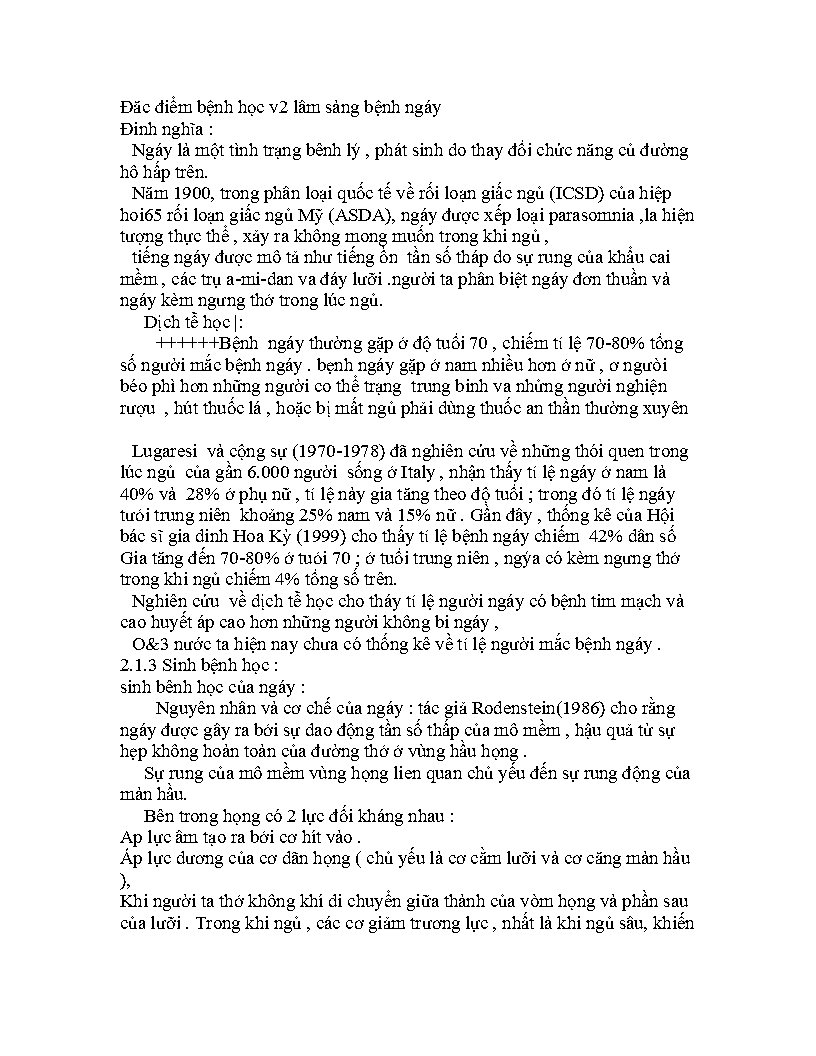 Đăc điểm bệnh học v2 lâm sàng bệnh ngáy
Đinh nghĩa :
Ngáy là một tình trạng bênh lý , phát sinh do thay đổi chức năng củ đường
hô hấp trên.
Năm 1900, trong phân loại quốc tế về rối loạn giấc ngủ (ICSD) của hiệp
hoi65 rối loạn giấc ngủ Mỹ (ASDA), ngáy được xếp loại parasomnia ,la hiện
tượng thực thể , xảy ra không mong muốn trong khi ngủ ,
tiếng ngáy được mô tả như tiếng ồn tần số tháp do sự rung của khẩu cai
mềm , các trụ a-mi-dan va đáy lưỡi .người ta phân biệt ngáy đơn thuần và
ngáy kèm ngưng thở trong lúc ngủ.
Dịch tễ học |:
++++++Bệnh ngáy thường gặp ở độ tuổi 70 , chiếm tỉ lệ 70-80% tổng
số người mắc bệnh ngáy . bẹnh ngáy gặp ở nam nhiều hơn ở nữ , ơ ngưòi
béo phì hơn những người co thể trạng trung binh va nhửng người nghiện
rượu , hút thuốc lá , hoặc bị mất ngủ phải dùng thuốc an thần thường xuyên
Lugaresi và cộng sự (1970-1978) đã nghiên cứu về những thói quen trong
lúc ngủ của gần 6.000 người sống ở Italy , nhận thấy tỉ lệ ngáy ở nam là
40% và 28% ở phụ nữ , tỉ lệ này gia tăng theo độ tuổi ; trong đó tỉ lệ ngáy
tưỏi trung niên khoảng 25% nam và 15% nữ . Gần đây , thống kê của Hội
bác sĩ gia dinh Hoa Kỳ (1999) cho thấy tỉ lệ bệnh ngáy chiếm 42% dân số
Gia tăng đến 70-80% ở tuỏi 70 ; ở tuổi trung niên , ngýa có kèm ngưng thở
trong khi ngủ chiếm 4% tổng số trên.
Nghiên cứu về dịch tễ học cho tháy tỉ lệ người ngáy có bệnh tim mạch và
cao huyết áp cao hơn những người không bi ngáy ,
O&3 nước ta hiện nay chưa có thống kê về tỉ lệ người mắc bệnh ngáy .
2.1.3 Sinh bệnh học :
sinh bênh học của ngáy :
Nguyên nhân và cơ chế của ngáy : tác giả Rodenstein(1986) cho rằng
ngáy được gây ra bởi sự dao động tần số thấp của mô mềm , hậu quả từ sự
hẹp không hoàn toàn của đường thở ở vùng hầu họng .
Sự rung của mô mềm vùng họng lien quan chủ yếu đến sự rung động của
màn hầu.
Bên trong họng có 2 lực đối kháng nhau :
Ap lực âm tạo ra bởi cơ hít vào .
Áp lực dương của cơ dãn họng ( chủ yếu là cơ cằm lưỡi và cơ căng màn hầu
),
Khi người ta thở không khí di chuyển giữa thành của vòm họng và phần sau
của lưỡi . Trong khi ngủ , các cơ giảm trương lực , nhất là khi ngủ sâu, khiến